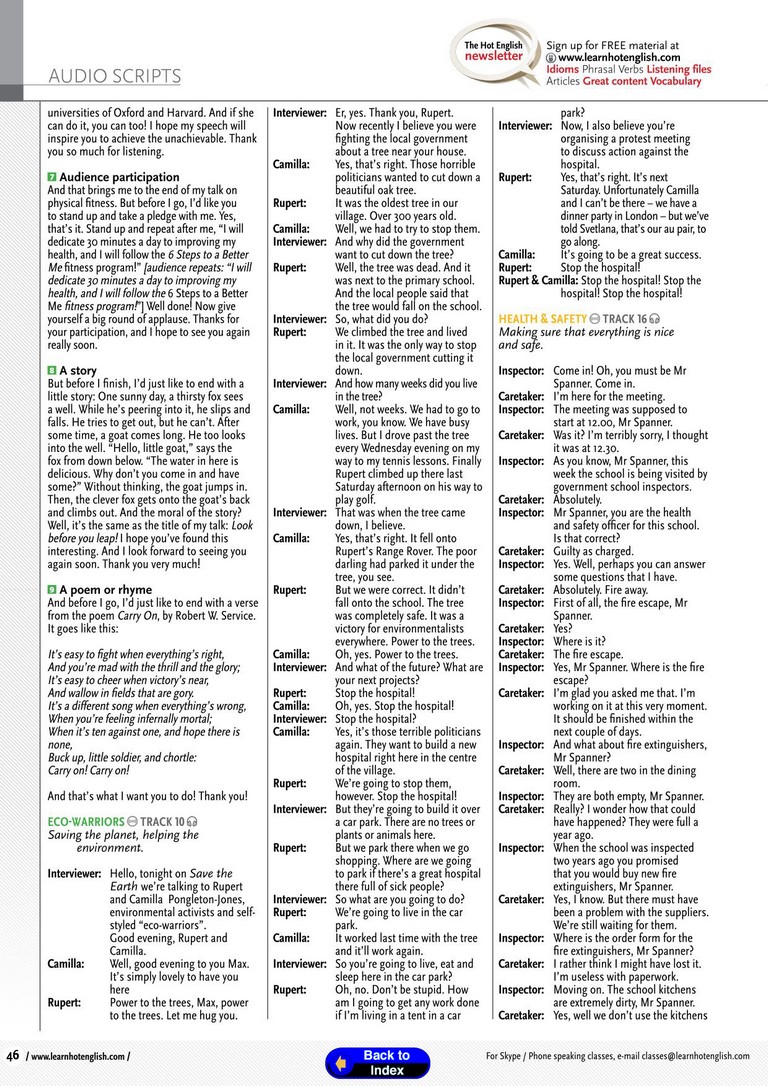 AUDIO SCRIPTS
The Hot English
newsletter
Sign up for FREE material at
www.learnhotenglish.com
Idioms Phrasal Verbs Listening files
Articles Great content Vocabulary
universities of Oxford and Harvard. And if she
can do it, you can too! I hope my speech will
inspire you to achieve the unachievable. Thank
you so much for listening.
7 Audience participation
And that brings me to the end of my talk on
physical fitness. But before I go, I'd like you
to stand up and take a pledge with me. Yes,
that's it. Stand up and repeat after me, "I will
dedicate 30 minutes a day to improving my
health, and I will follow the 6 Steps to a Better
Me fitness program!" [audience repeats: "I will
dedicate 30 minutes a day to improving my
health, and I will follow the 6 Steps to a Better
Me fitness program!"] Well done! Now give
yourself a big round of applause. Thanks for
your participation, and I hope to see you again
really soon.
8 A story
But before I finish, I'd just like to end with a
little story: One sunny day, a thirsty fox sees
a well. While he's peering into it, he slips and
falls. He tries to get out, but he can't. After
some time, a goat comes long. He too looks
into the well. "Hello, little goat," says the
fox from down below. "The water in here is
delicious. Why don't you come in and have
some?" Without thinking, the goat jumps in.
Then, the clever fox gets onto the goat's back
and climbs out. And the moral of the story?
Well, it's the same as the title of my talk: Look
before you leap! I hope you've found this
interesting. And I look forward to seeing you
again soon. Thank you very much!
9 A poem or rhyme
And before I go, I'd just like to end with a verse
from the poem Carry On, by Robert W. Service.
It goes like this:
It's easy to fight when everything's right,
And you're mad with the thrill and the glory;
It's easy to cheer when victory's near,
And wallow in fields that are gory.
It's a different song when everything's wrong,
When you're feeling infernally mortal;
When it's ten against one, and hope there is
none,
Buck up, little soldier, and chortle:
Carry on! Carry on!
And that's what I want you to do! Thank you!
ECO-WARRIORS TRACK 10
Saving the planet, helping the
environment.
Interviewer: Hello, tonight on Save the
Earth we're talking to Rupert
and Camilla Pongleton-Jones,
environmental activists and self-
styled "eco-warriors".
Good evening, Rupert and
Camilla.
Camilla: Well, good evening to you Max.
It's simply lovely to have you
here
Rupert: Power to the trees, Max, power
to the trees. Let me hug you.
Interviewer: Er, yes. Thank you, Rupert.
Now recently I believe you were
fighting the local government
about a tree near your house.
Camilla: Yes, that's right. Those horrible
politicians wanted to cut down a
beautiful oak tree.
Rupert: It was the oldest tree in our
village. Over 300 years old.
Camilla: Well, we had to try to stop them.
Interviewer: And why did the government
want to cut down the tree?
Rupert: Well, the tree was dead. And it
was next to the primary school.
And the local people said that
the tree would fall on the school.
Interviewer: So, what did you do?
Rupert: We climbed the tree and lived
in it. It was the only way to stop
the local government cutting it
down.
Interviewer: And how many weeks did you live
in the tree?
Camilla: Well, not weeks. We had to go to
work, you know. We have busy
lives. But I drove past the tree
every Wednesday evening on my
way to my tennis lessons. Finally
Rupert climbed up there last
Saturday afternoon on his way to
play golf.
Interviewer: That was when the tree came
down, I believe.
Camilla: Yes, that's right. It fell onto
Rupert's Range Rover. The poor
darling had parked it under the
tree, you see.
Rupert: But we were correct. It didn't
fall onto the school. The tree
was completely safe. It was a
victory for environmentalists
everywhere. Power to the trees.
Camilla: Oh, yes. Power to the trees.
Interviewer: And what of the future? What are
your next projects?
Rupert: Stop the hospital!
Camilla: Oh, yes. Stop the hospital!
Interviewer: Stop the hospital?
Camilla: Yes, it's those terrible politicians
again. They want to build a new
hospital right here in the centre
of the village.
Rupert: We're going to stop them,
however. Stop the hospital!
Interviewer: But they're going to build it over
a car park. There are no trees or
plants or animals here.
Rupert: But we park there when we go
shopping. Where are we going
to park if there's a great hospital
there full of sick people?
Interviewer: So what are you going to do?
Rupert: We're going to live in the car
park.
Camilla: It worked last time with the tree
and it'll work again.
Interviewer: So you're going to live, eat and
sleep here in the car park?
Rupert: Oh, no. Don't be stupid. How
am I going to get any work done
if I'm living in a tent in a car
park?
Interviewer: Now, I also believe you're
organising a protest meeting
to discuss action against the
hospital.
Rupert: Yes, that's right. It's next
Saturday. Unfortunately Camilla
and I can't be there – we have a
dinner party in London – but we've
told Svetlana, that's our au pair, to
go along.
Camilla: It's going to be a great success.
Rupert: Stop the hospital!
Rupert & Camilla: Stop the hospital! Stop the
hospital! Stop the hospital!
HEALTH & SAFETY TRACK 16
Making sure that everything is nice
and safe.
Inspector: Come in! Oh, you must be Mr
Spanner. Come in.
Caretaker: I'm here for the meeting.
Inspector: The meeting was supposed to
start at 12.00, Mr Spanner.
Caretaker: Was it? I'm terribly sorry, I thought
it was at 12.30.
Inspector: As you know, Mr Spanner, this
week the school is being visited by
government school inspectors.
Caretaker: Absolutely.
Inspector: Mr Spanner, you are the health
and safety officer for this school.
Is that correct?
Caretaker: Guilty as charged.
Inspector: Yes. Well, perhaps you can answer
some questions that I have.
Caretaker: Absolutely. Fire away.
Inspector: First of all, the fire escape, Mr
Spanner.
Caretaker: Yes?
Inspector: Where is it?
Caretaker: The fire escape.
Inspector: Yes, Mr Spanner. Where is the fire
escape?
Caretaker: I'm glad you asked me that. I'm
working on it at this very moment.
It should be finished within the
next couple of days.
Inspector: And what about fire extinguishers,
Mr Spanner?
Caretaker: Well, there are two in the dining
room.
Inspector: They are both empty, Mr Spanner.
Caretaker: Really? I wonder how that could
have happened? They were full a
year ago.
Inspector: When the school was inspected
two years ago you promised
that you would buy new fire
extinguishers, Mr Spanner.
Caretaker: Yes, I know. But there must have
been a problem with the suppliers.
We're still waiting for them.
Inspector: Where is the order form for the
fire extinguishers, Mr Spanner?
Caretaker: I rather think I might have lost it.
I'm useless with paperwork.
Inspector: Moving on. The school kitchens
are extremely dirty, Mr Spanner.
Caretaker: Yes, well we don't use the kitchens
46 / www.learnhotenglish.com /
Back to
Index
For Skype / Phone speaking classes, e-mail classes@learnhotenglish.com